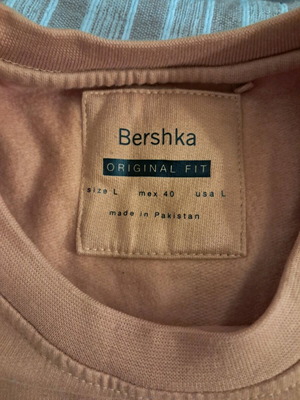 Bershka
ORIGINAL FIT
size L mex 40 usa L
made in Pakistan